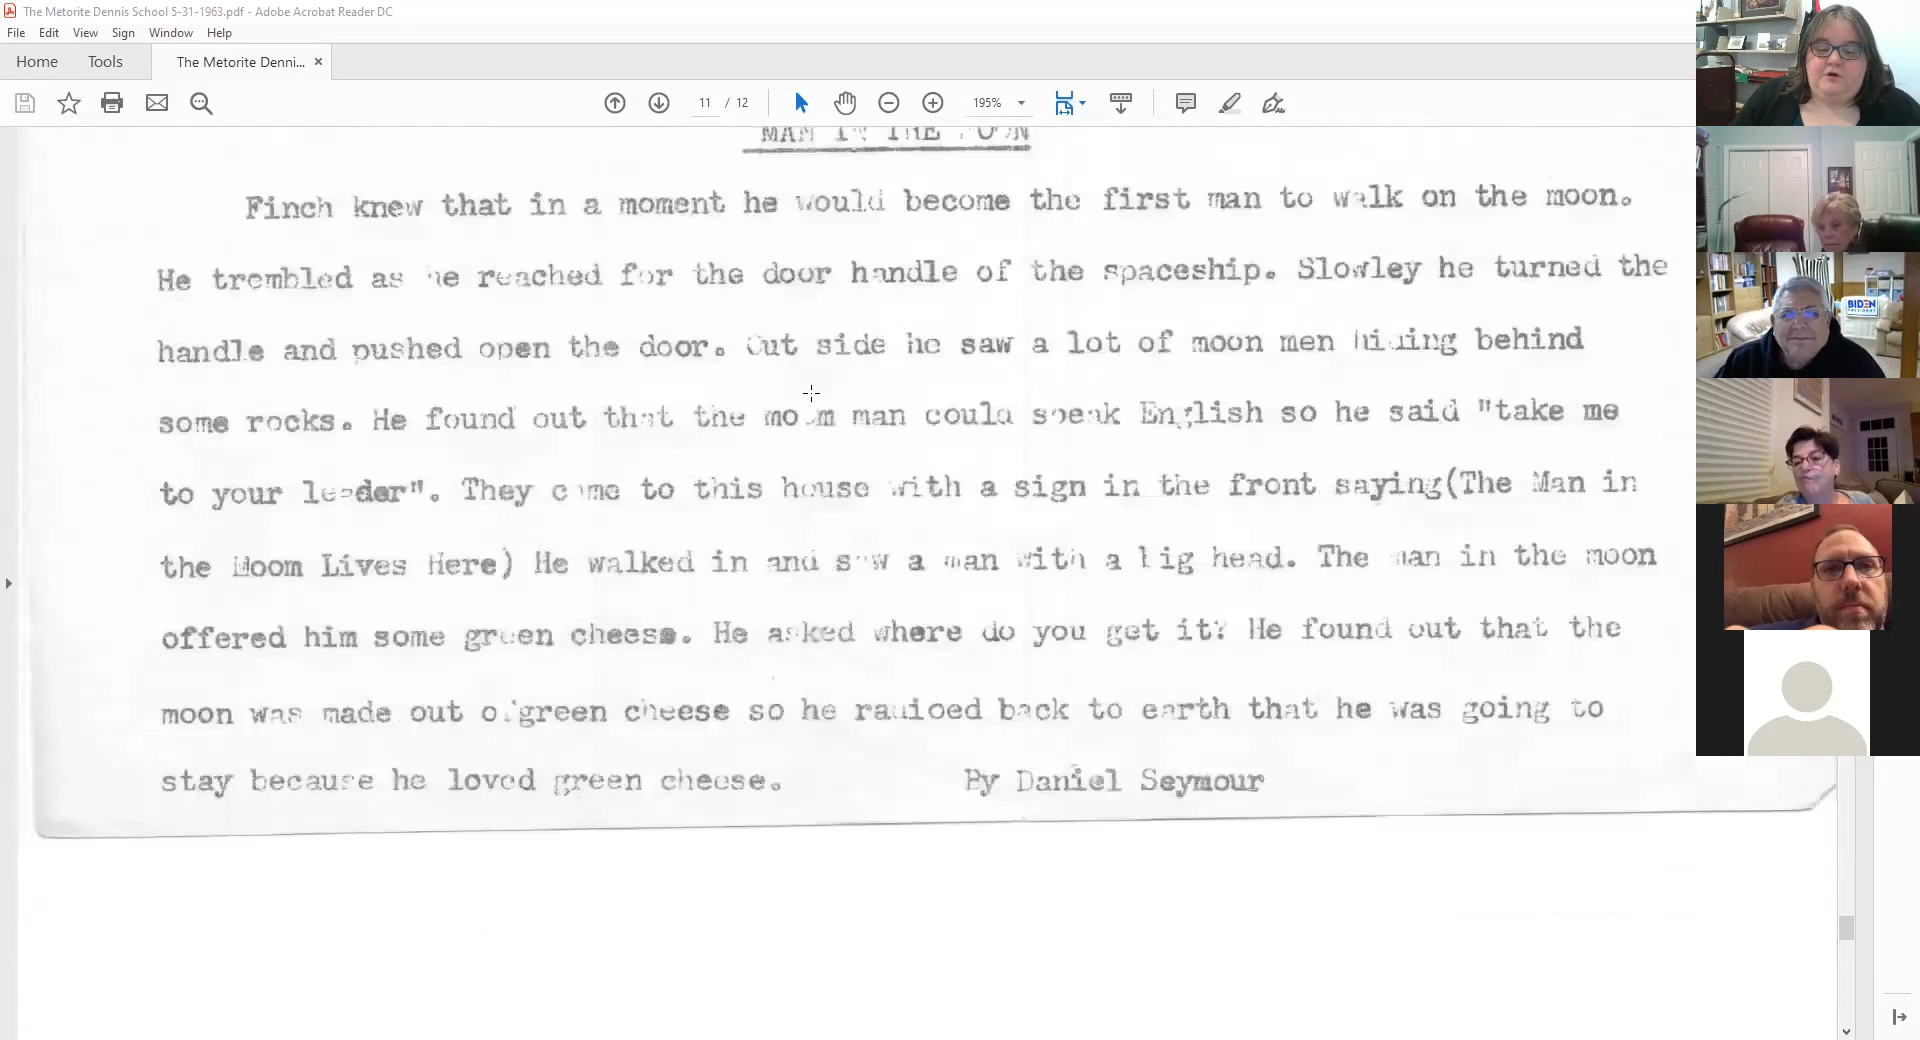 The Metorite Dennis School 5-31-1963.pdf - Adobe Acrobat Reader DC
File Edit View Sign Window Help
Home Tools The Metorite Denni... ×
11 / 12 195%
MAN IN THE MOON
Finch knew that in a moment he would become the first man to walk on the moon.
He trembled as he reached for the door handle of the spaceship. Slowley he turned the
handle and pushed open the door. Out side he saw a lot of moon men hiding behind
some rocks. He found out that the moom man could speak English so he said "take me
to your leader". They came to this house with a sign in the front saying(The Man in
the Moom Lives Here) He walked in and saw a man with a big head. The man in the moon
offered him some green cheese. He asked where do you get it? He found out that the
moon was made out of green cheese so he radioed back to earth that he was going to
stay because he loved green cheese. By Daniel Seymour
BIDEN
PRESIDENT